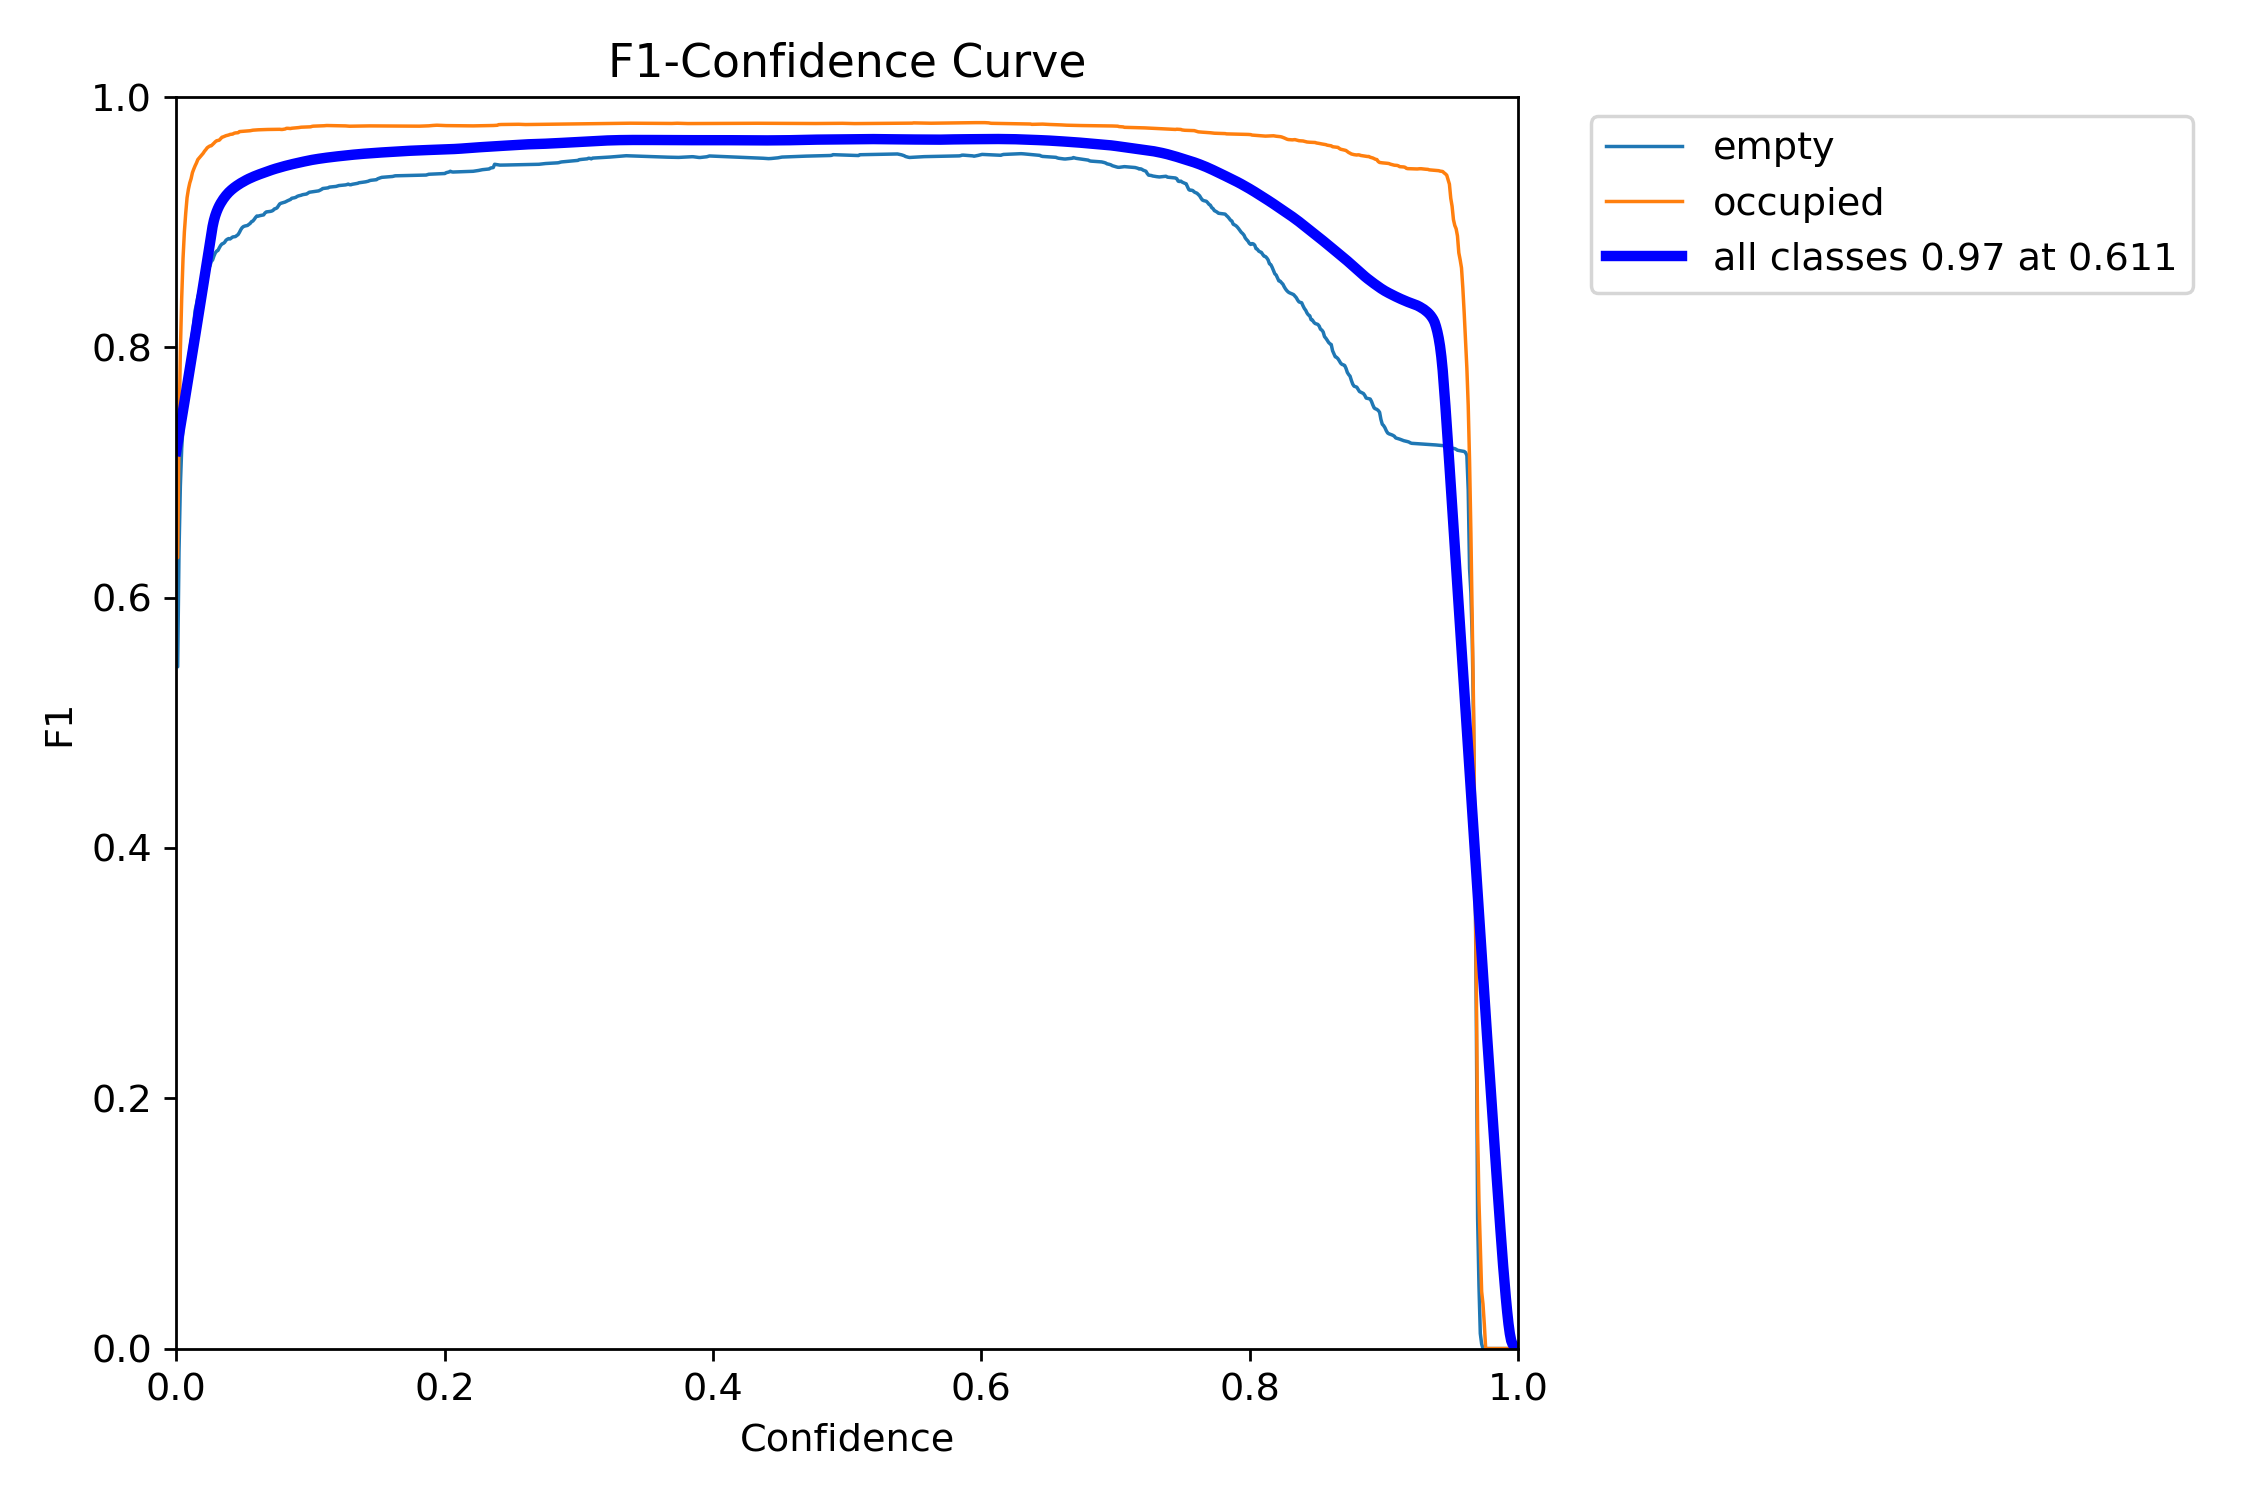 F1-Confidence Curve
1.0
0.8
0.6
0.4
0.2
0.0
F1
0.0 0.2 0.4 0.6 0.8 1.0
Confidence
empty
occupied
all classes 0.97 at 0.611